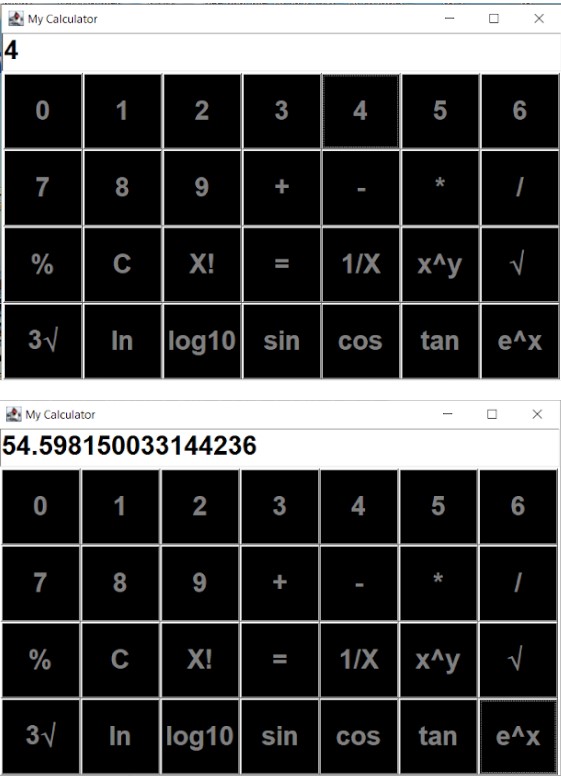 My Calculator
4
0 1 2 3 4 5 6
7 8 9 + - * /
% C X! = 1/X x^y √
3√ ln log10 sin cos tan e^x
My Calculator
54.598150033144236
0 1 2 3 4 5 6
7 8 9 + - * /
% C X! = 1/X x^y √
3√ ln log10 sin cos tan e^x